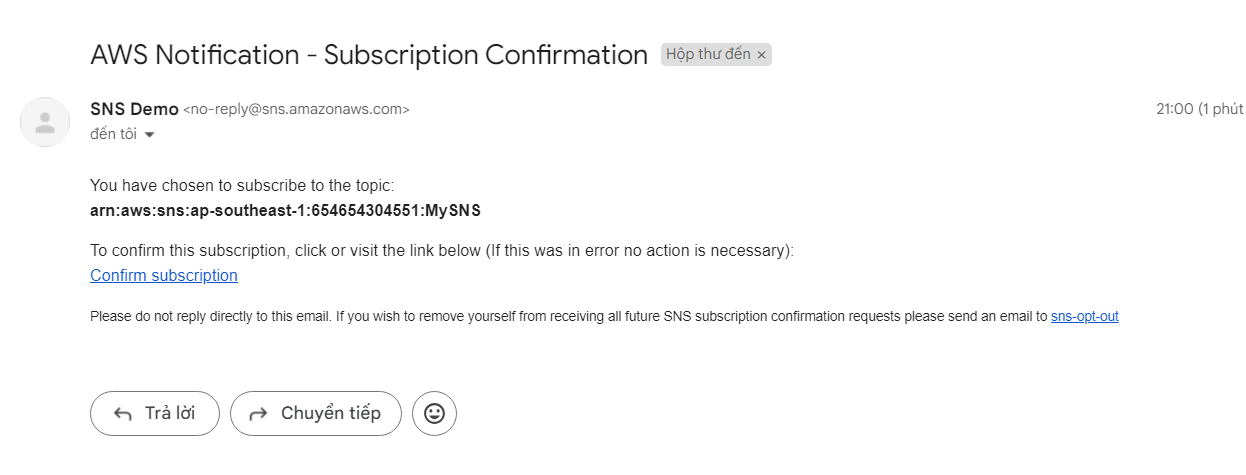 AWS Notification - Subscription Confirmation Hộp thư đến ×
SNS Demo <no-reply@sns.amazonaws.com> 21:00 (1 phút
đến tôi
You have chosen to subscribe to the topic:
arn:aws:sns:ap-southeast-1:654654304551:MySNS
To confirm this subscription, click or visit the link below (If this was in error no action is necessary):
Confirm subscription
Please do not reply directly to this email. If you wish to remove yourself from receiving all future SNS subscription confirmation requests please send an email to sns-opt-out
Trả lời Chuyển tiếp